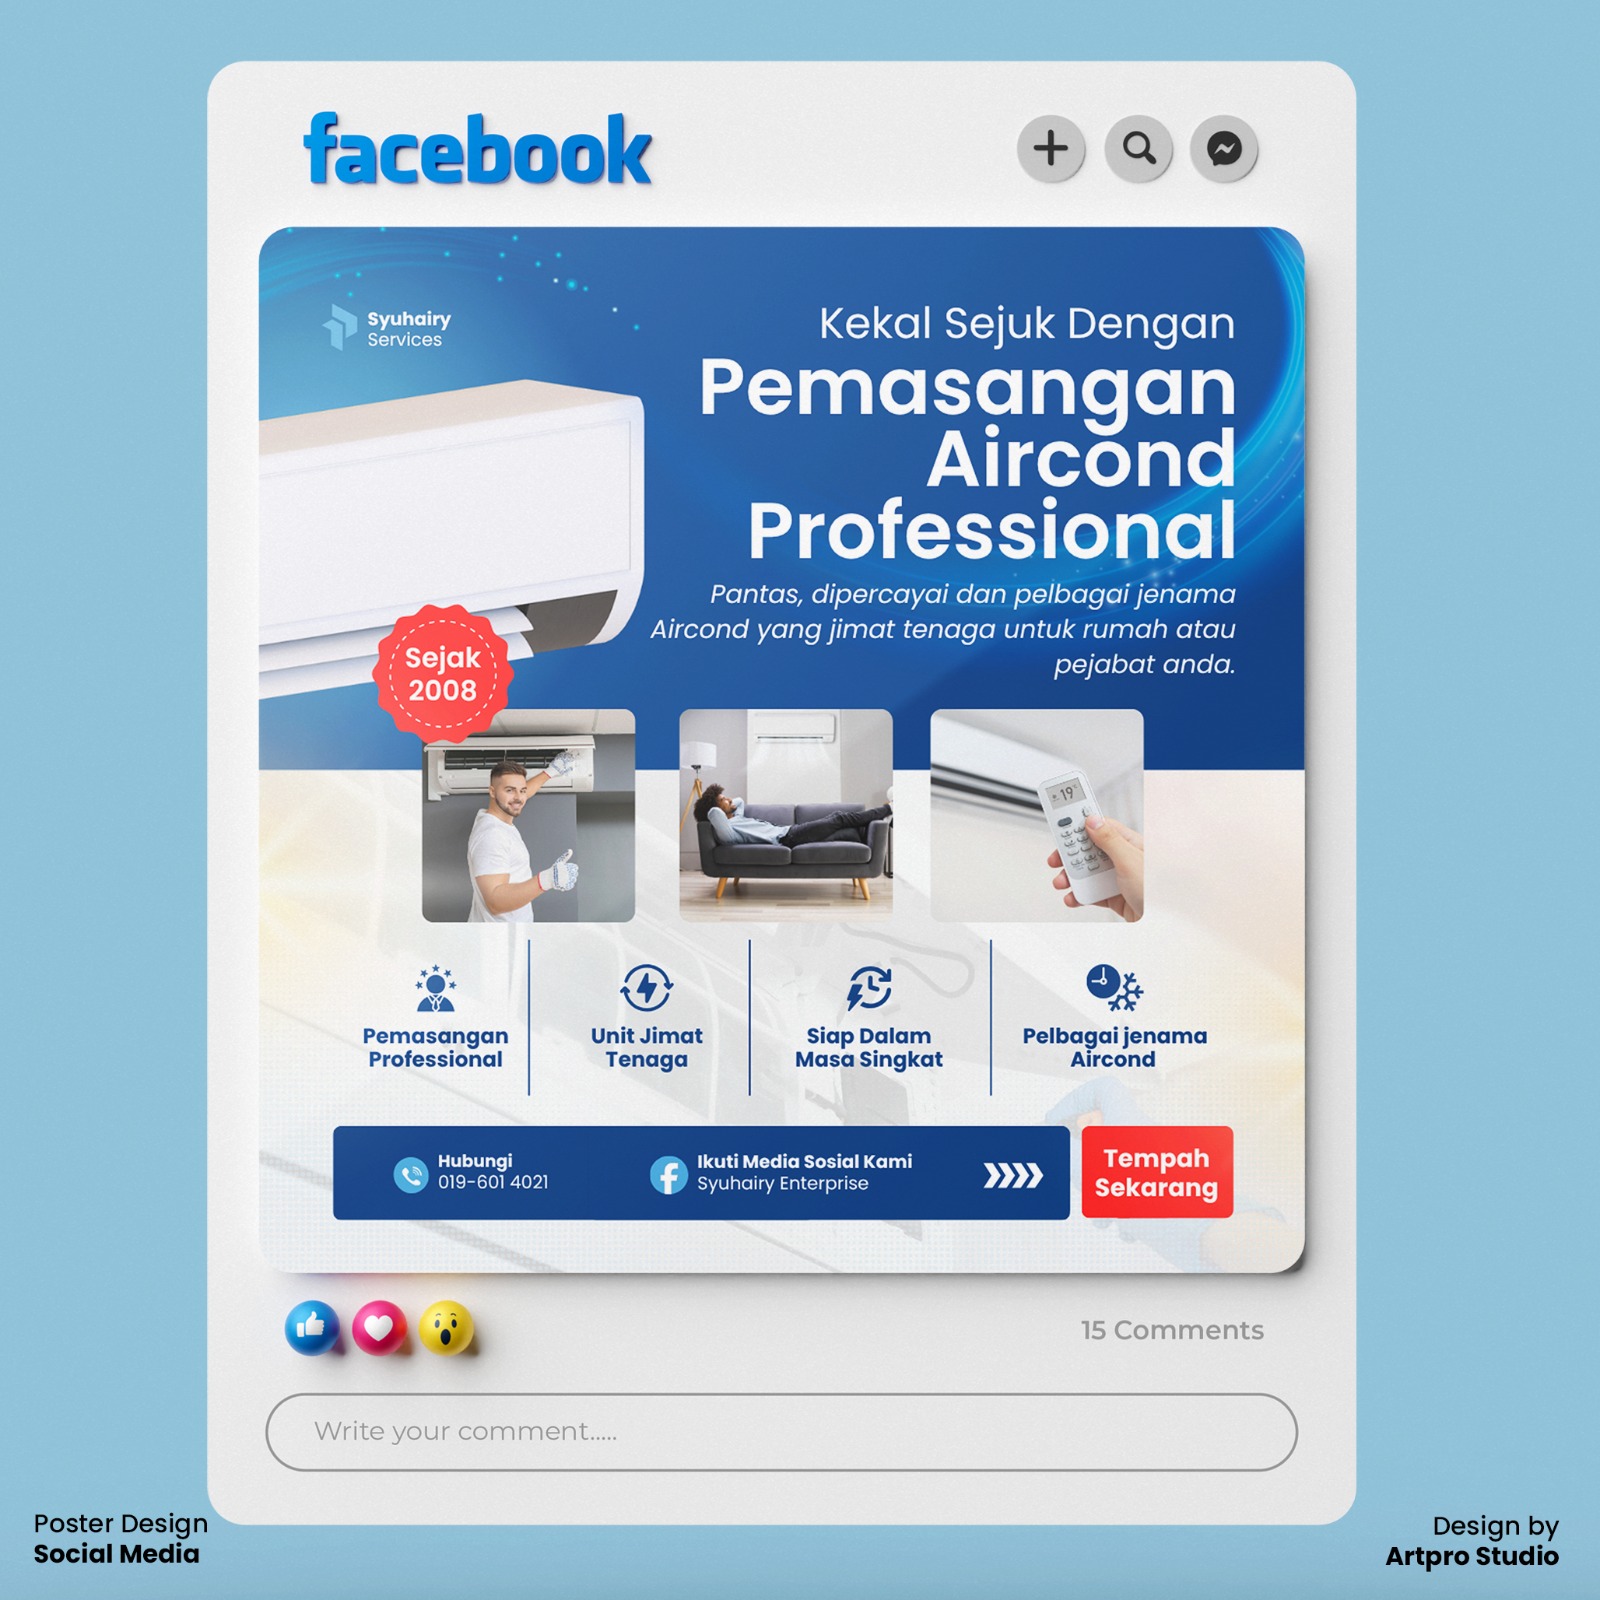 facebook
Syuhairy
Services
Kekal Sejuk Dengan
Pemasangan
Aircond
Professional
Pantas, dipercayai dan pelbagai jenama
Aircond yang jimat tenaga untuk rumah atau
pejabat anda.
Sejak
2008
19°
Pemasangan
Professional
Unit Jimat
Tenaga
Siap Dalam
Masa Singkat
Pelbagai jenama
Aircond
Hubungi
019-601 4021
Ikuti Media Sosial Kami
Syuhairy Enterprise
Tempah
Sekarang
15 Comments
Write your comment.....
Poster Design
Social Media
Design by
Artpro Studio